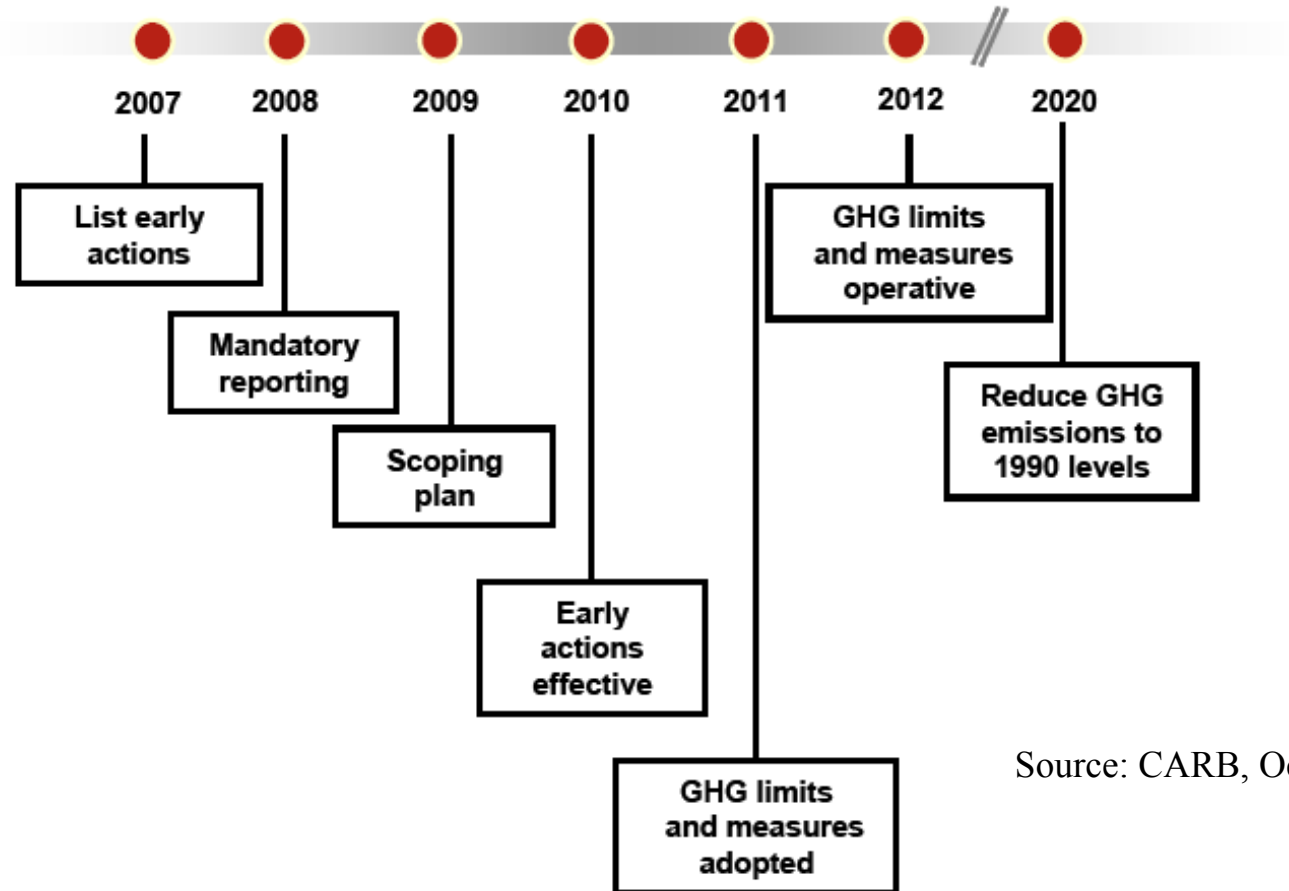 2007 2008 2009 2010 2011 2012 2020
List early
actions
Mandatory
reporting
Scoping
plan
Early
actions
effective
GHG limits
and measures
adopted
GHG limits
and measures
operative
Reduce GHG
emissions to
1990 levels
Source: CARB,